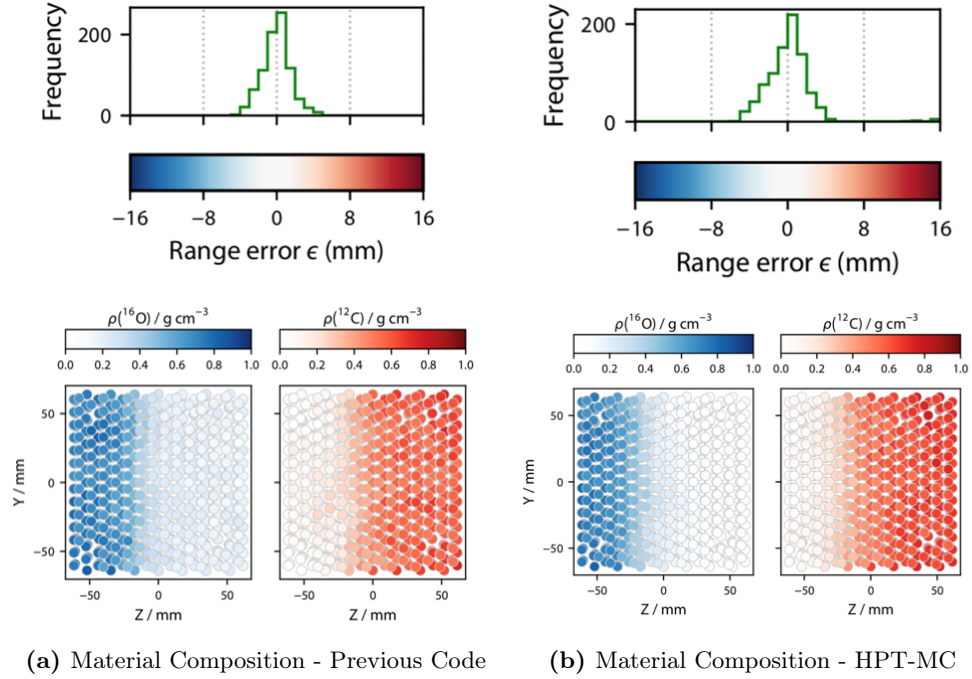 Frequency
200
0
−16 −8 0 8 16
Range error ϵ (mm)
ρ(¹⁶O) / g cm⁻³ ρ(¹²C) / g cm⁻³
0.0 0.2 0.4 0.6 0.8 1.0 0.0 0.2 0.4 0.6 0.8 1.0
Y / mm
50
0
−50
−50 0 50 −50 0 50
Z / mm Z / mm
(a) Material Composition - Previous Code
Frequency
200
0
−16 −8 0 8 16
Range error ϵ (mm)
ρ(¹⁶O) / g cm⁻³ ρ(¹²C) / g cm⁻³
0.0 0.2 0.4 0.6 0.8 1.0 0.0 0.2 0.4 0.6 0.8 1.0
Y / mm
50
0
−50
−50 0 50 −50 0 50
Z / mm Z / mm
(b) Material Composition - HPT-MC